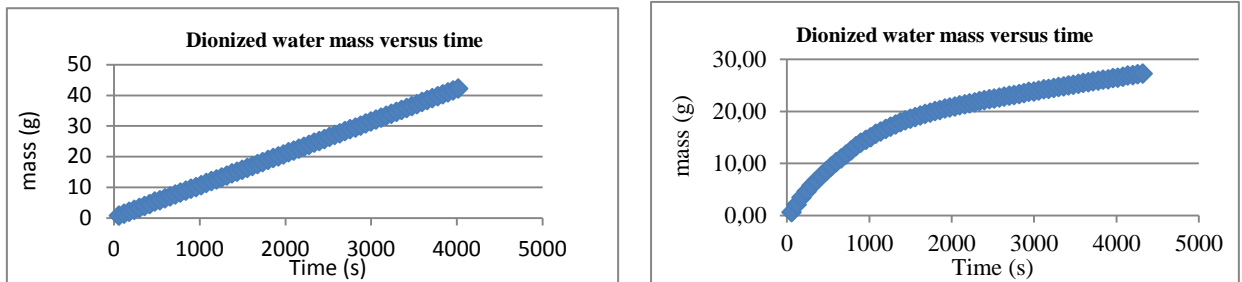 Dionized water mass versus time
50
40
30
20
10
0
mass (g)
0 1000 2000 3000 4000 5000
Time (s)
Dionized water mass versus time
30,00
20,00
10,00
0,00
mass (g)
0 1000 2000 3000 4000 5000
Time (s)